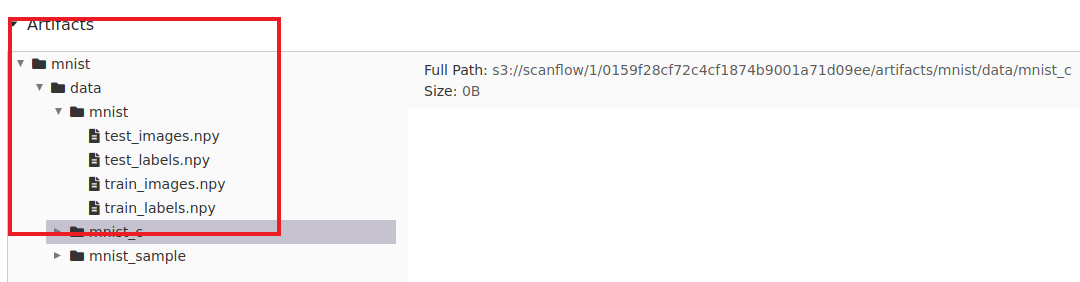 Artifacts
mnist
data
mnist
test_images.npy
test_labels.npy
train_images.npy
train_labels.npy
mnist_c
mnist_sample
Full Path: s3://scanflow/1/0159f28cf72c4cf1874b9001a71d09ee/artifacts/mnist/data/mnist_c
Size: 0B